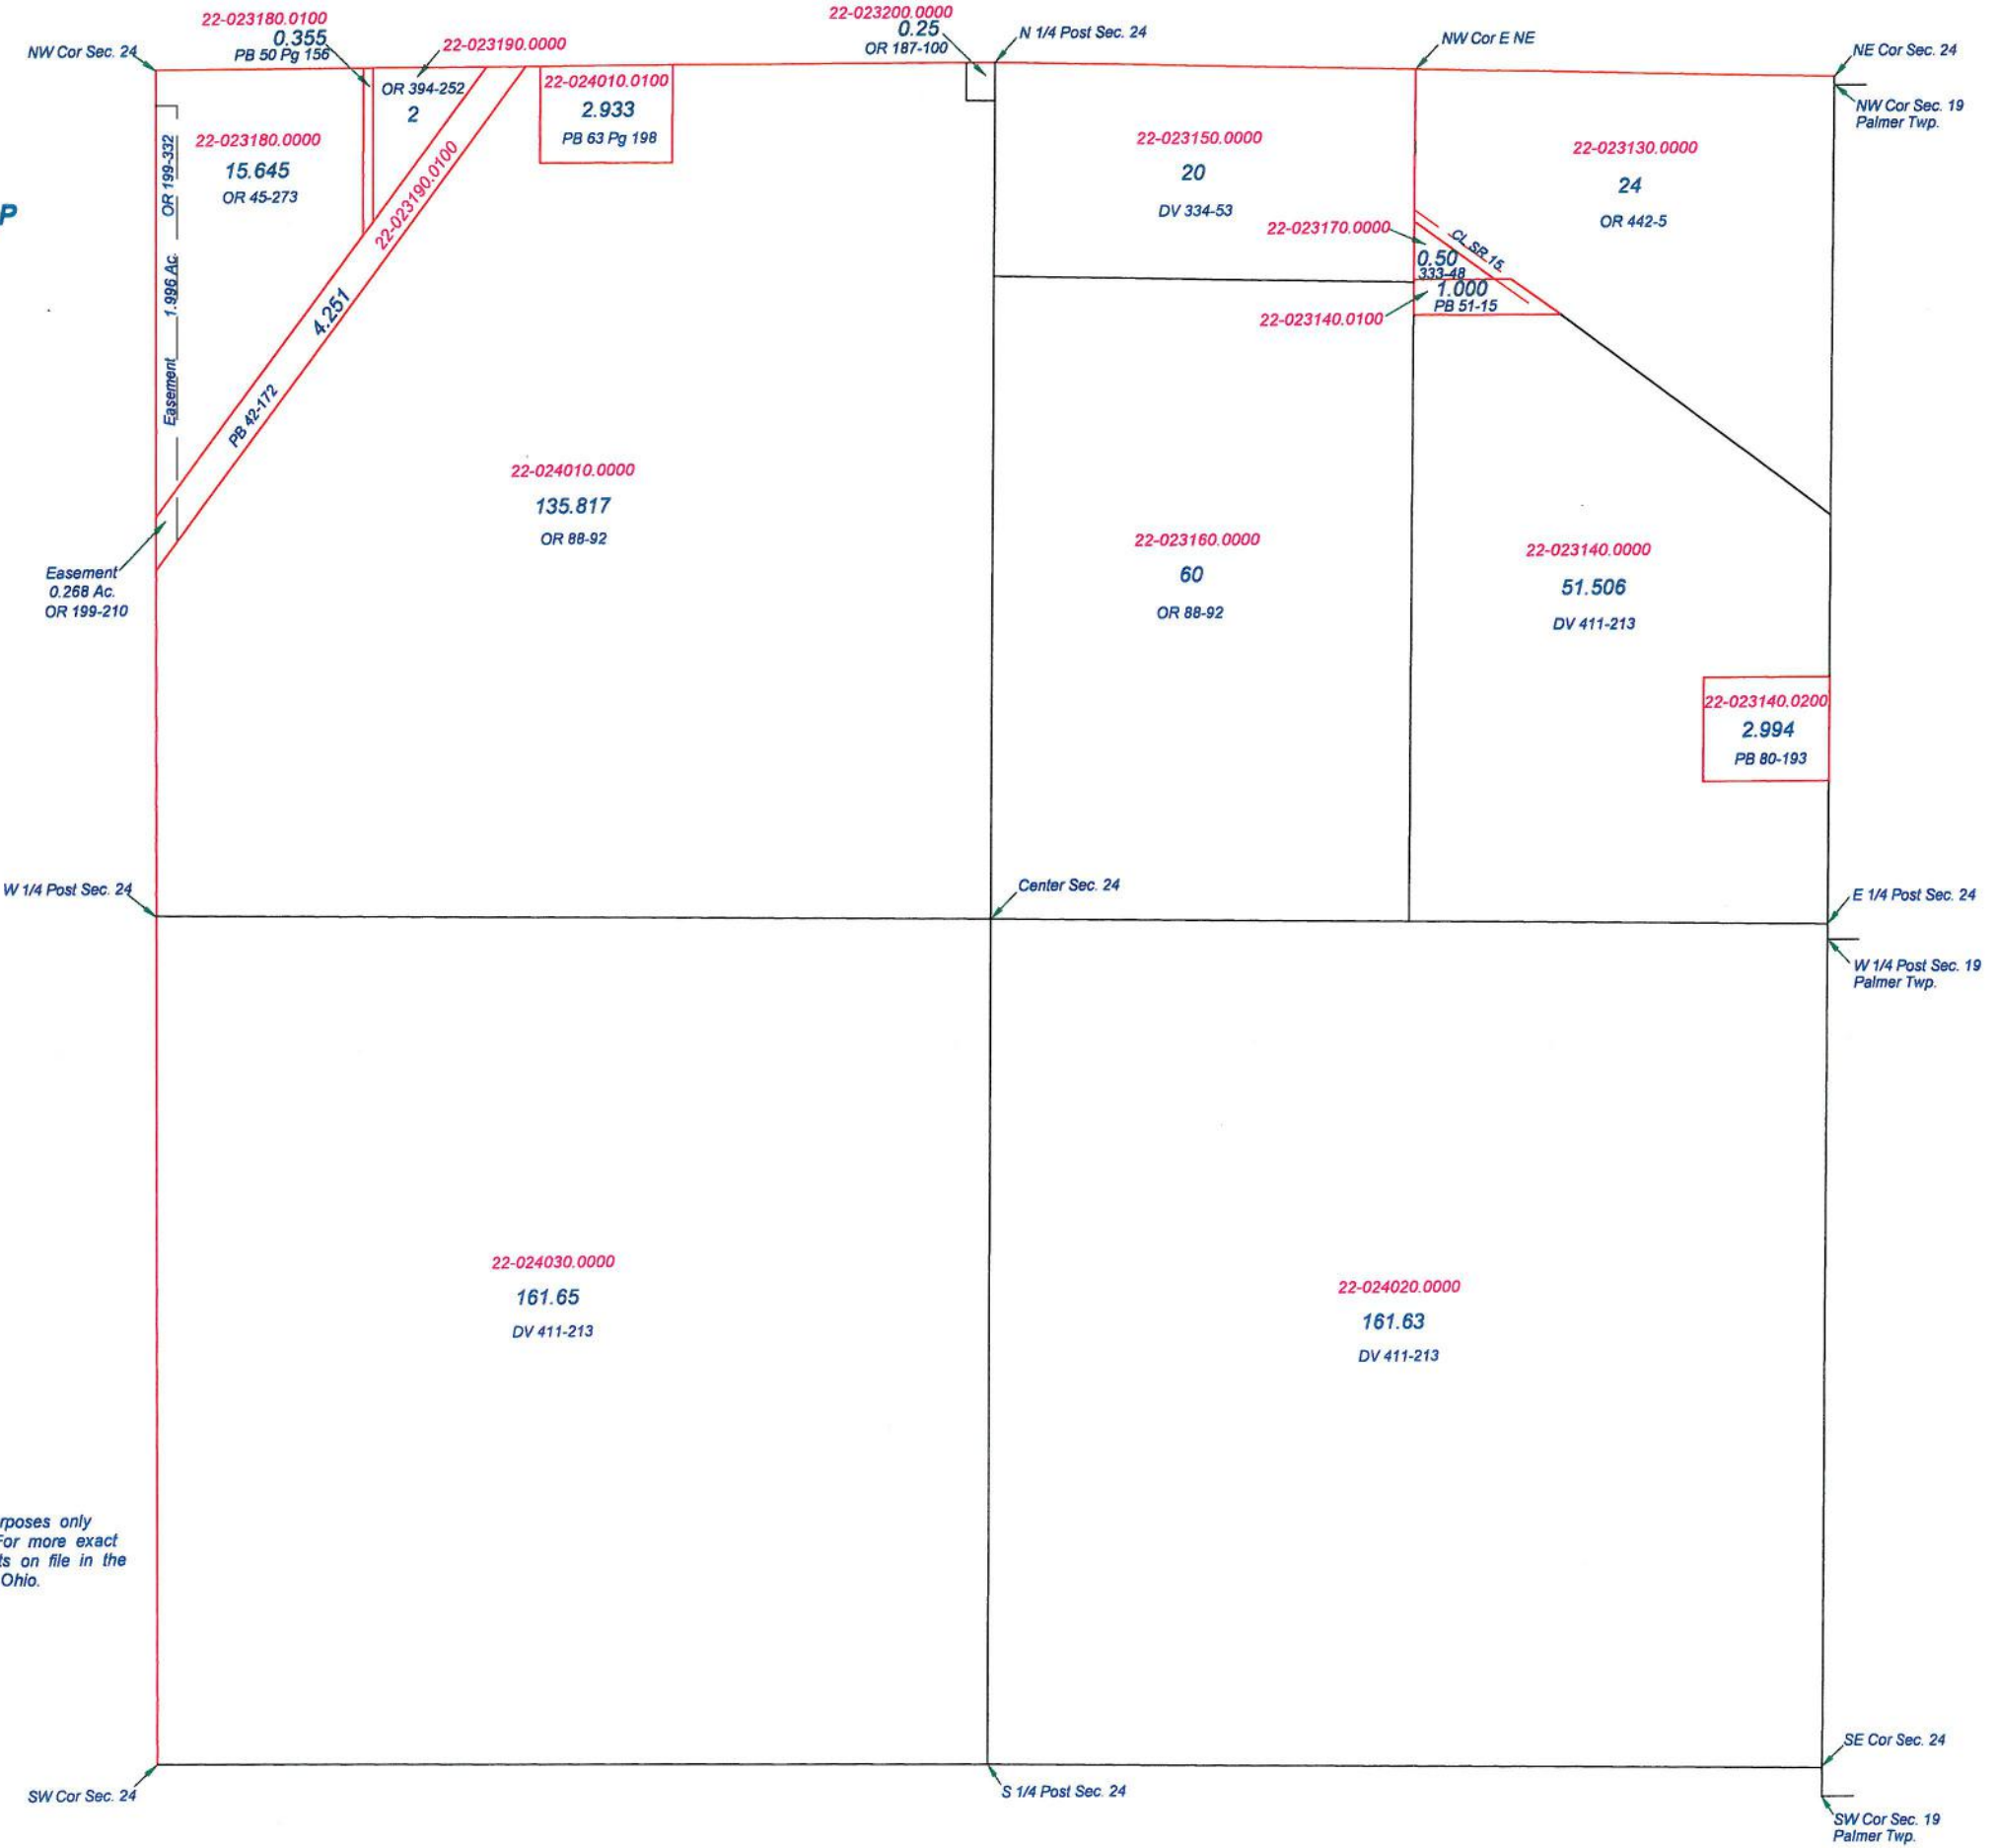 22-023180.0100
0.355
PB 50 Pg 156
22-023190.0000
22-023200.0000
0.25
OR 187-100
N 1/4 Post Sec. 24
NW Cor E NE
NE Cor Sec. 24
NW Cor Sec. 24
OR 394-252
2
22-024010.0100
2.933
PB 63 Pg 198
NW Cor Sec. 19
Palmer Twp.
22-023180.0000
15.645
OR 45-273
OR 199-332
1.996 Ac.
Easement
22-023190.0100
4.251
PB 42-172
P
22-023150.0000
20
DV 334-53
22-023130.0000
24
OR 442-5
22-023170.0000
CL SR 15
0.50
333-48
1.000
PB 51-15
22-023140.0100
22-024010.0000
135.817
OR 88-92
22-023160.0000
60
OR 88-92
22-023140.0000
51.506
DV 411-213
Easement
0.268 Ac.
OR 199-210
22-023140.0200
2.994
PB 80-193
W 1/4 Post Sec. 24
Center Sec. 24
E 1/4 Post Sec. 24
W 1/4 Post Sec. 19
Palmer Twp.
22-024030.0000
161.65
DV 411-213
22-024020.0000
161.63
DV 411-213
rposes only
For more exact
ts on file in the
Ohio.
SW Cor Sec. 24
S 1/4 Post Sec. 24
SE Cor Sec. 24
SW Cor Sec. 19
Palmer Twp.